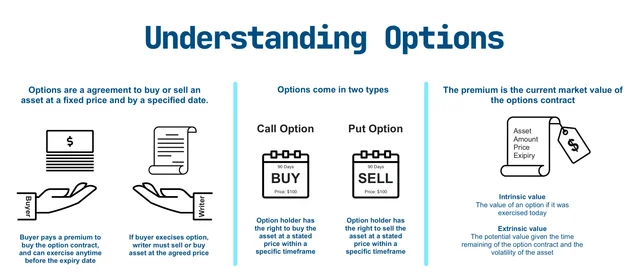 Understanding Options
Options are a agreement to buy or sell an
asset at a fixed price and by a specified date.
$
Buyer
Writer
Buyer pays a premium to
buy the option contract,
and can exercise anytime
before the expiry date
If buyer execises option,
writer must sell or buy
asset at the agreed price
Options come in two types
Call Option
90 Days
BUY
Price: $100
Option holder has
the right to buy the
asset at a stated
price within a
specific timeframe
Put Option
90 Days
SELL
Price: $100
Option holder has
the right to sell the
asset at a stated
price within a
specific timeframe
The premium is the current market value of
the options contract
Asset
Amount
Price
Expiry
$
Intrinsic value
The value of an option if it was
exercised today
Extrinsic value
The potential value given the time
remaining of the option contract and the
volatility of the asset